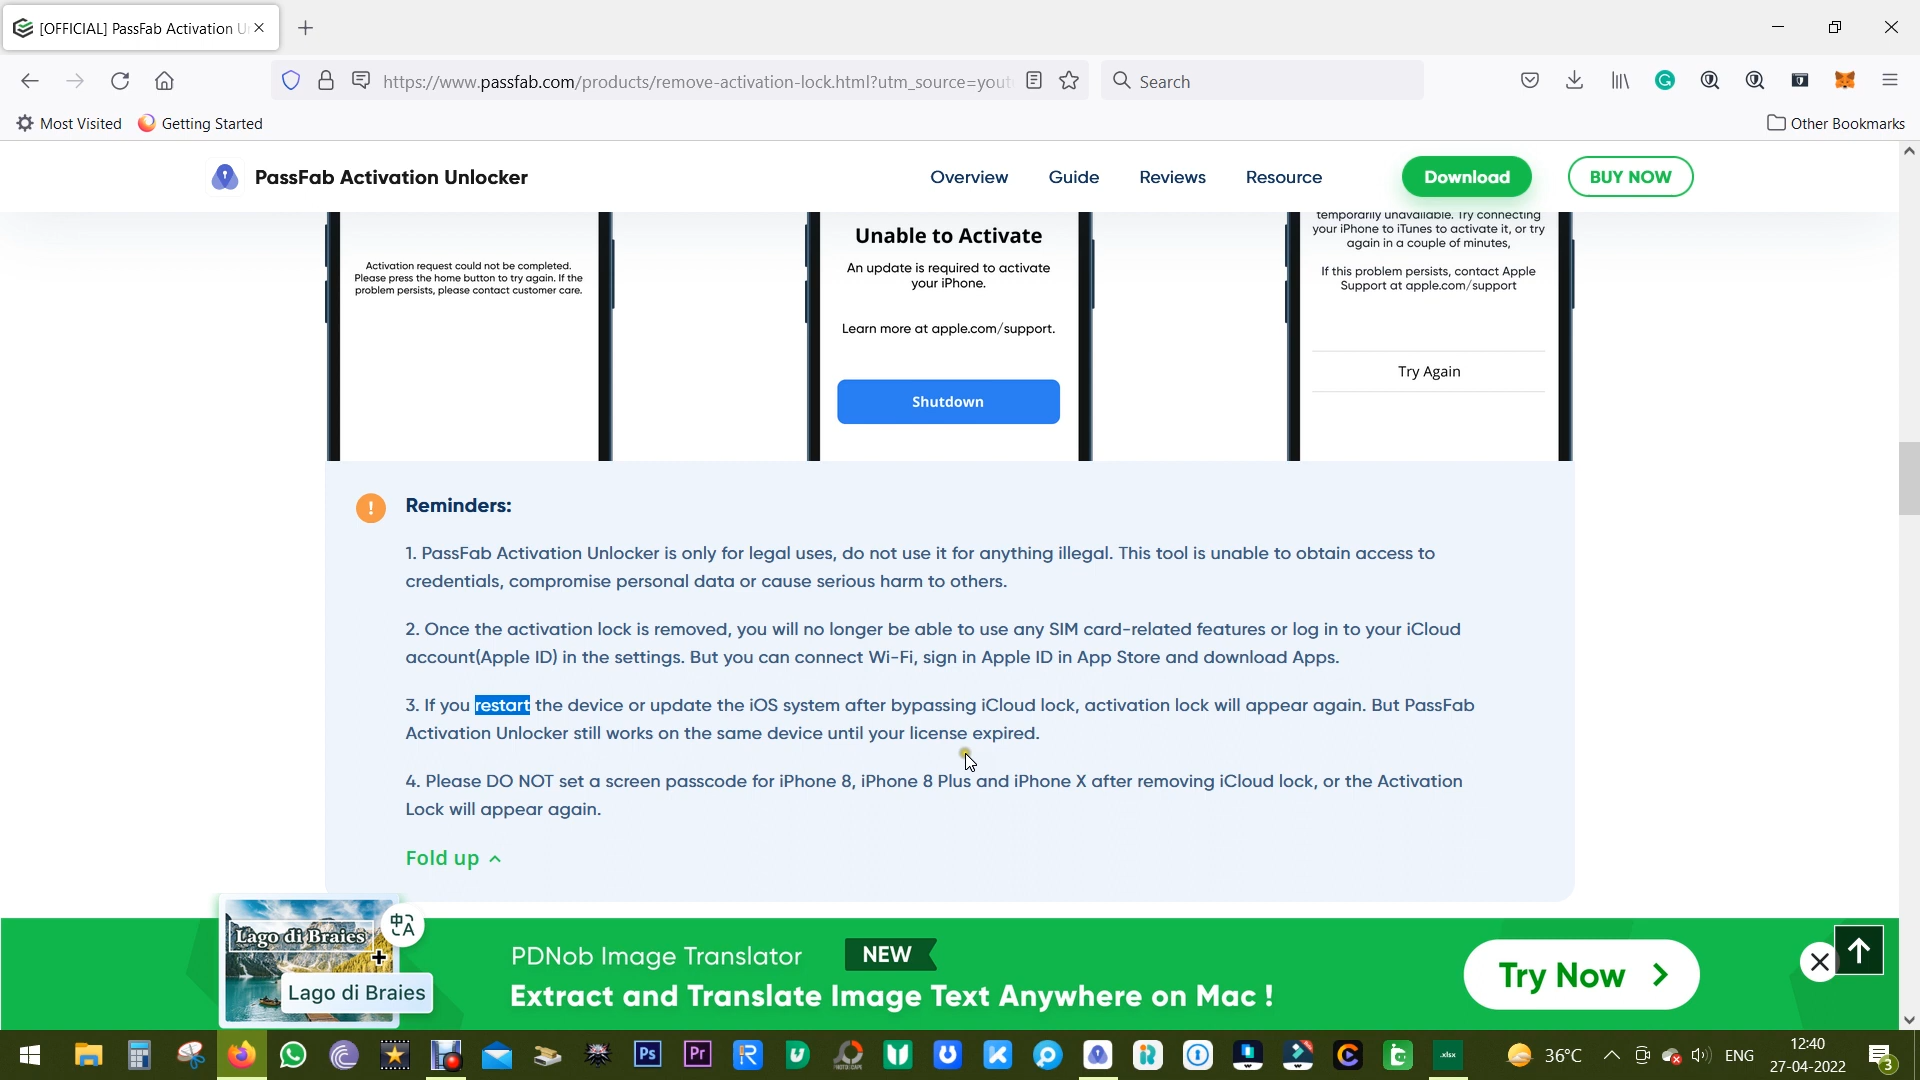 [OFFICIAL] PassFab Activation U
https://www.passfab.com/products/remove-activation-lock.html?utm_source=yout
Search
Most Visited
Getting Started
Other Bookmarks
PassFab Activation Unlocker
Overview
Guide
Reviews
Resource
Download
BUY NOW
Activation request could not be completed.
Please press the home button to try again. If the
problem persists, please contact customer care.
Unable to Activate
An update is required to activate
your iPhone.
Learn more at apple.com/support.
Shutdown
temporarily unavailable. Try connecting
your iPhone to iTunes to activate it, or try
again in a couple of minutes,
If this problem persists, contact Apple
Support at apple.com/support
Try Again
Reminders:
1. PassFab Activation Unlocker is only for legal uses, do not use it for anything illegal. This tool is unable to obtain access to
credentials, compromise personal data or cause serious harm to others.
2. Once the activation lock is removed, you will no longer be able to use any SIM card-related features or log in to your iCloud
account(Apple ID) in the settings. But you can connect Wi-Fi, sign in Apple ID in App Store and download Apps.
3. If you restart the device or update the iOS system after bypassing iCloud lock, activation lock will appear again. But PassFab
Activation Unlocker still works on the same device until your license expired.
4. Please DO NOT set a screen passcode for iPhone 8, iPhone 8 Plus and iPhone X after removing iCloud lock, or the Activation
Lock will appear again.
Fold up
Lago di Braies
中A
Lago di Braies
PDNob Image Translator
NEW
Extract and Translate Image Text Anywhere on Mac !
Try Now
Ps
Pr
.xlsx
36°C
ENG
12:40
27-04-2022
3